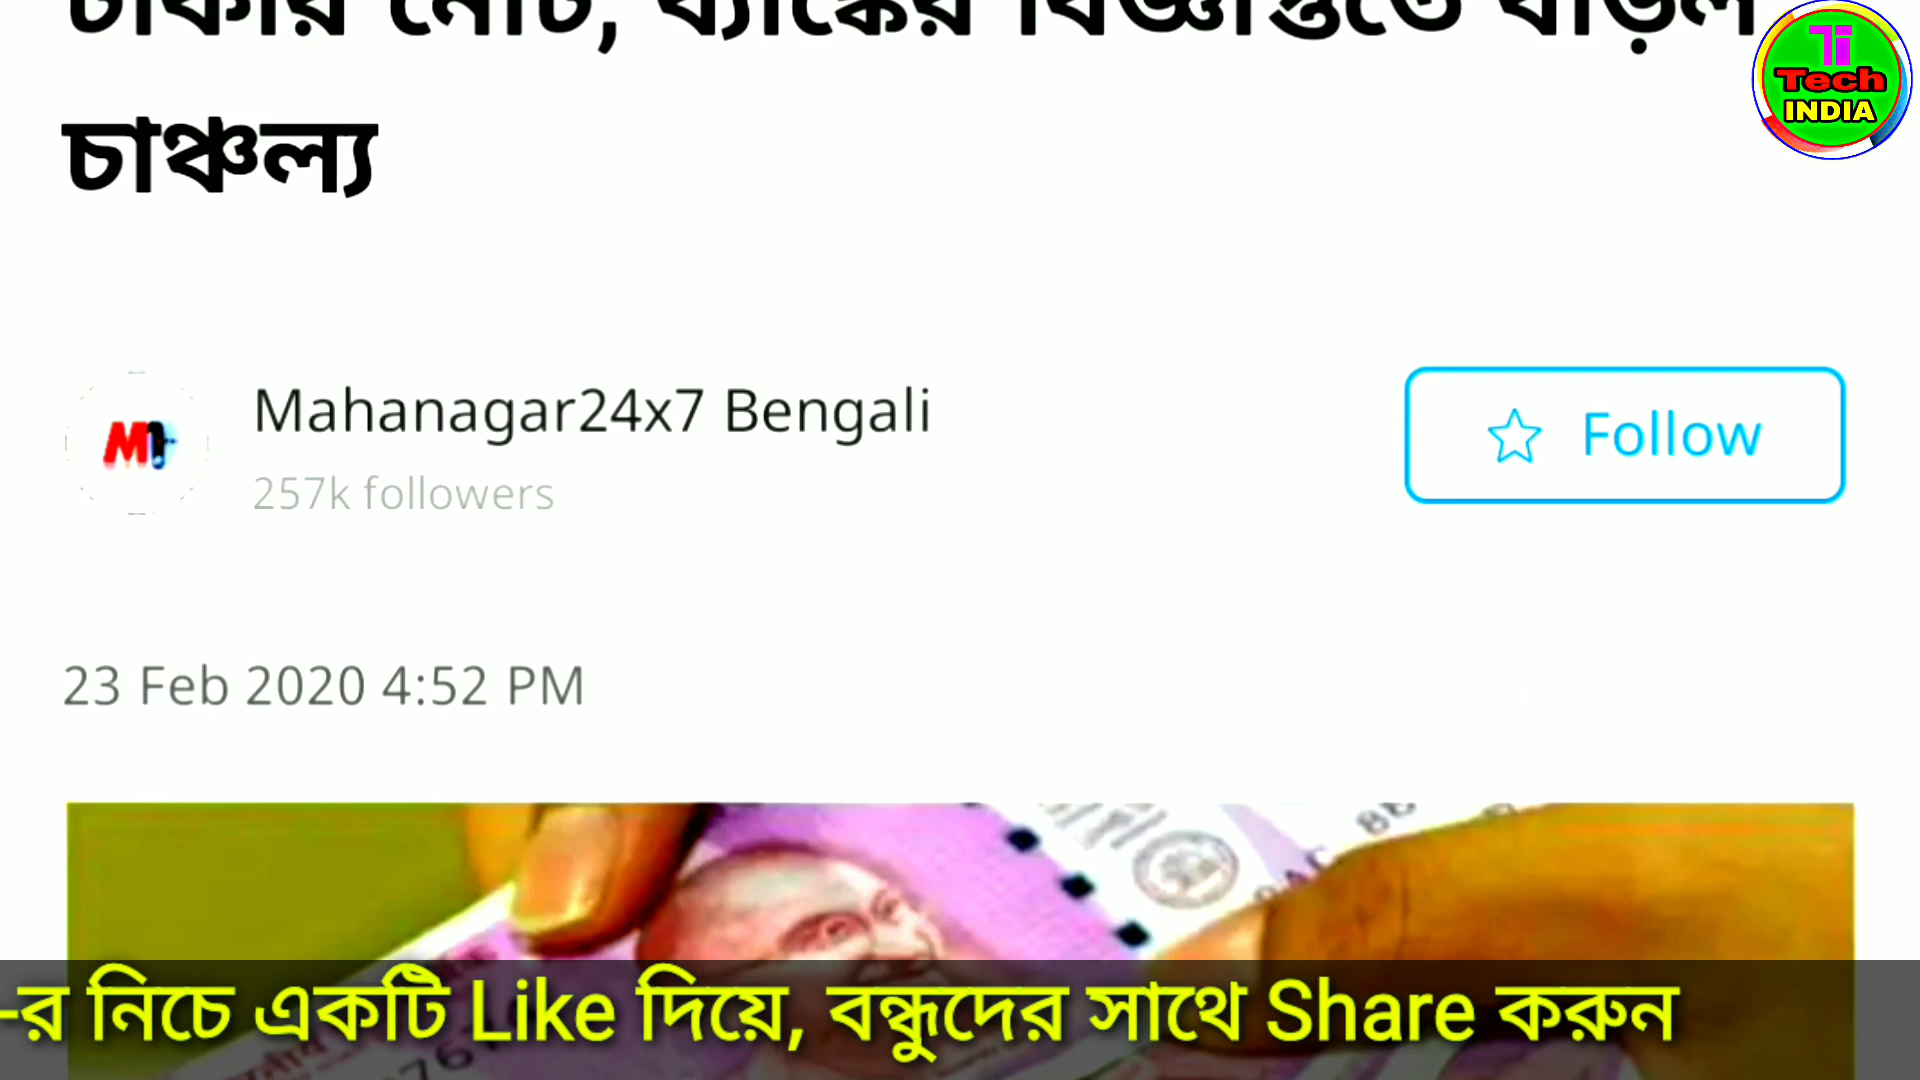 টাকার নোট, ব্যাঙ্কের বিজ্ঞপ্তিতে বাড়ল
চাঞ্চল্য
Ti
Tech
INDIA
Mahanagar24x7 Bengali
257k followers
Follow
23 Feb 2020 4:52 PM
-র নিচে একটি Like দিয়ে, বন্ধুদের সাথে Share করুন